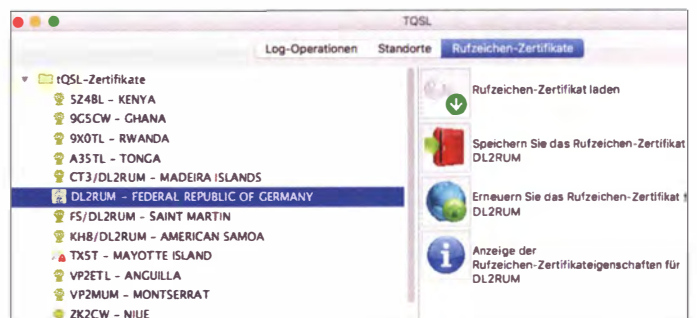 TQSL
Log-Operationen Standorte Rufzeichen-Zertifikate
tQSL-Zertifikate
5Z4BL - KENYA
9G5CW - GHANA
9X0TL - RWANDA
A35TL - TONGA
CT3/DL2RUM - MADEIRA ISLANDS
DL2RUM - FEDERAL REPUBLIC OF GERMANY
FS/DL2RUM - SAINT MARTIN
KH8/DL2RUM - AMERICAN SAMOA
TX5T - MAYOTTE ISLAND
VP2ETL - ANGUILLA
VP2MUM - MONTSERRAT
ZK2CW - NIUE
Rufzeichen-Zertifikat laden
Speichern Sie das Rufzeichen-Zertifikat
DL2RUM
Erneuern Sie das Rufzeichen-Zertifikat
DL2RUM
Anzeige der
Rufzeichen-Zertifikateigenschaften für
DL2RUM